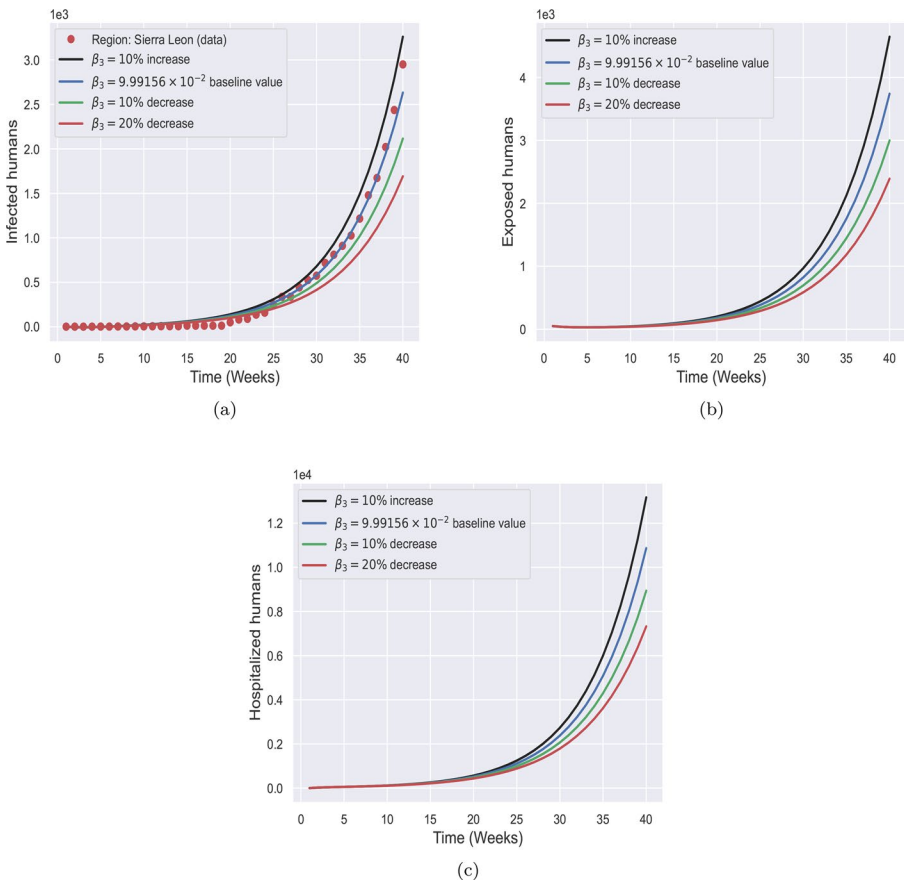 1e3
Region: Sierra Leon (data)
β₃ = 10% increase
β₃ = 9.99156 × 10⁻² baseline value
β₃ = 10% decrease
β₃ = 20% decrease
3.0
2.5
2.0
1.5
1.0
0.5
0.0
Infected humans
0 5 10 15 20 25 30 35 40
Time (Weeks)
(a)
1e3
β₃ = 10% increase
β₃ = 9.99156 × 10⁻² baseline value
β₃ = 10% decrease
β₃ = 20% decrease
4
3
2
1
0
Exposed humans
0 5 10 15 20 25 30 35 40
Time (Weeks)
(b)
1e4
β₃ = 10% increase
β₃ = 9.99156 × 10⁻² baseline value
β₃ = 10% decrease
β₃ = 20% decrease
1.2
1.0
0.8
0.6
0.4
0.2
0.0
Hospitalized humans
0 5 10 15 20 25 30 35 40
Time (Weeks)
(c)